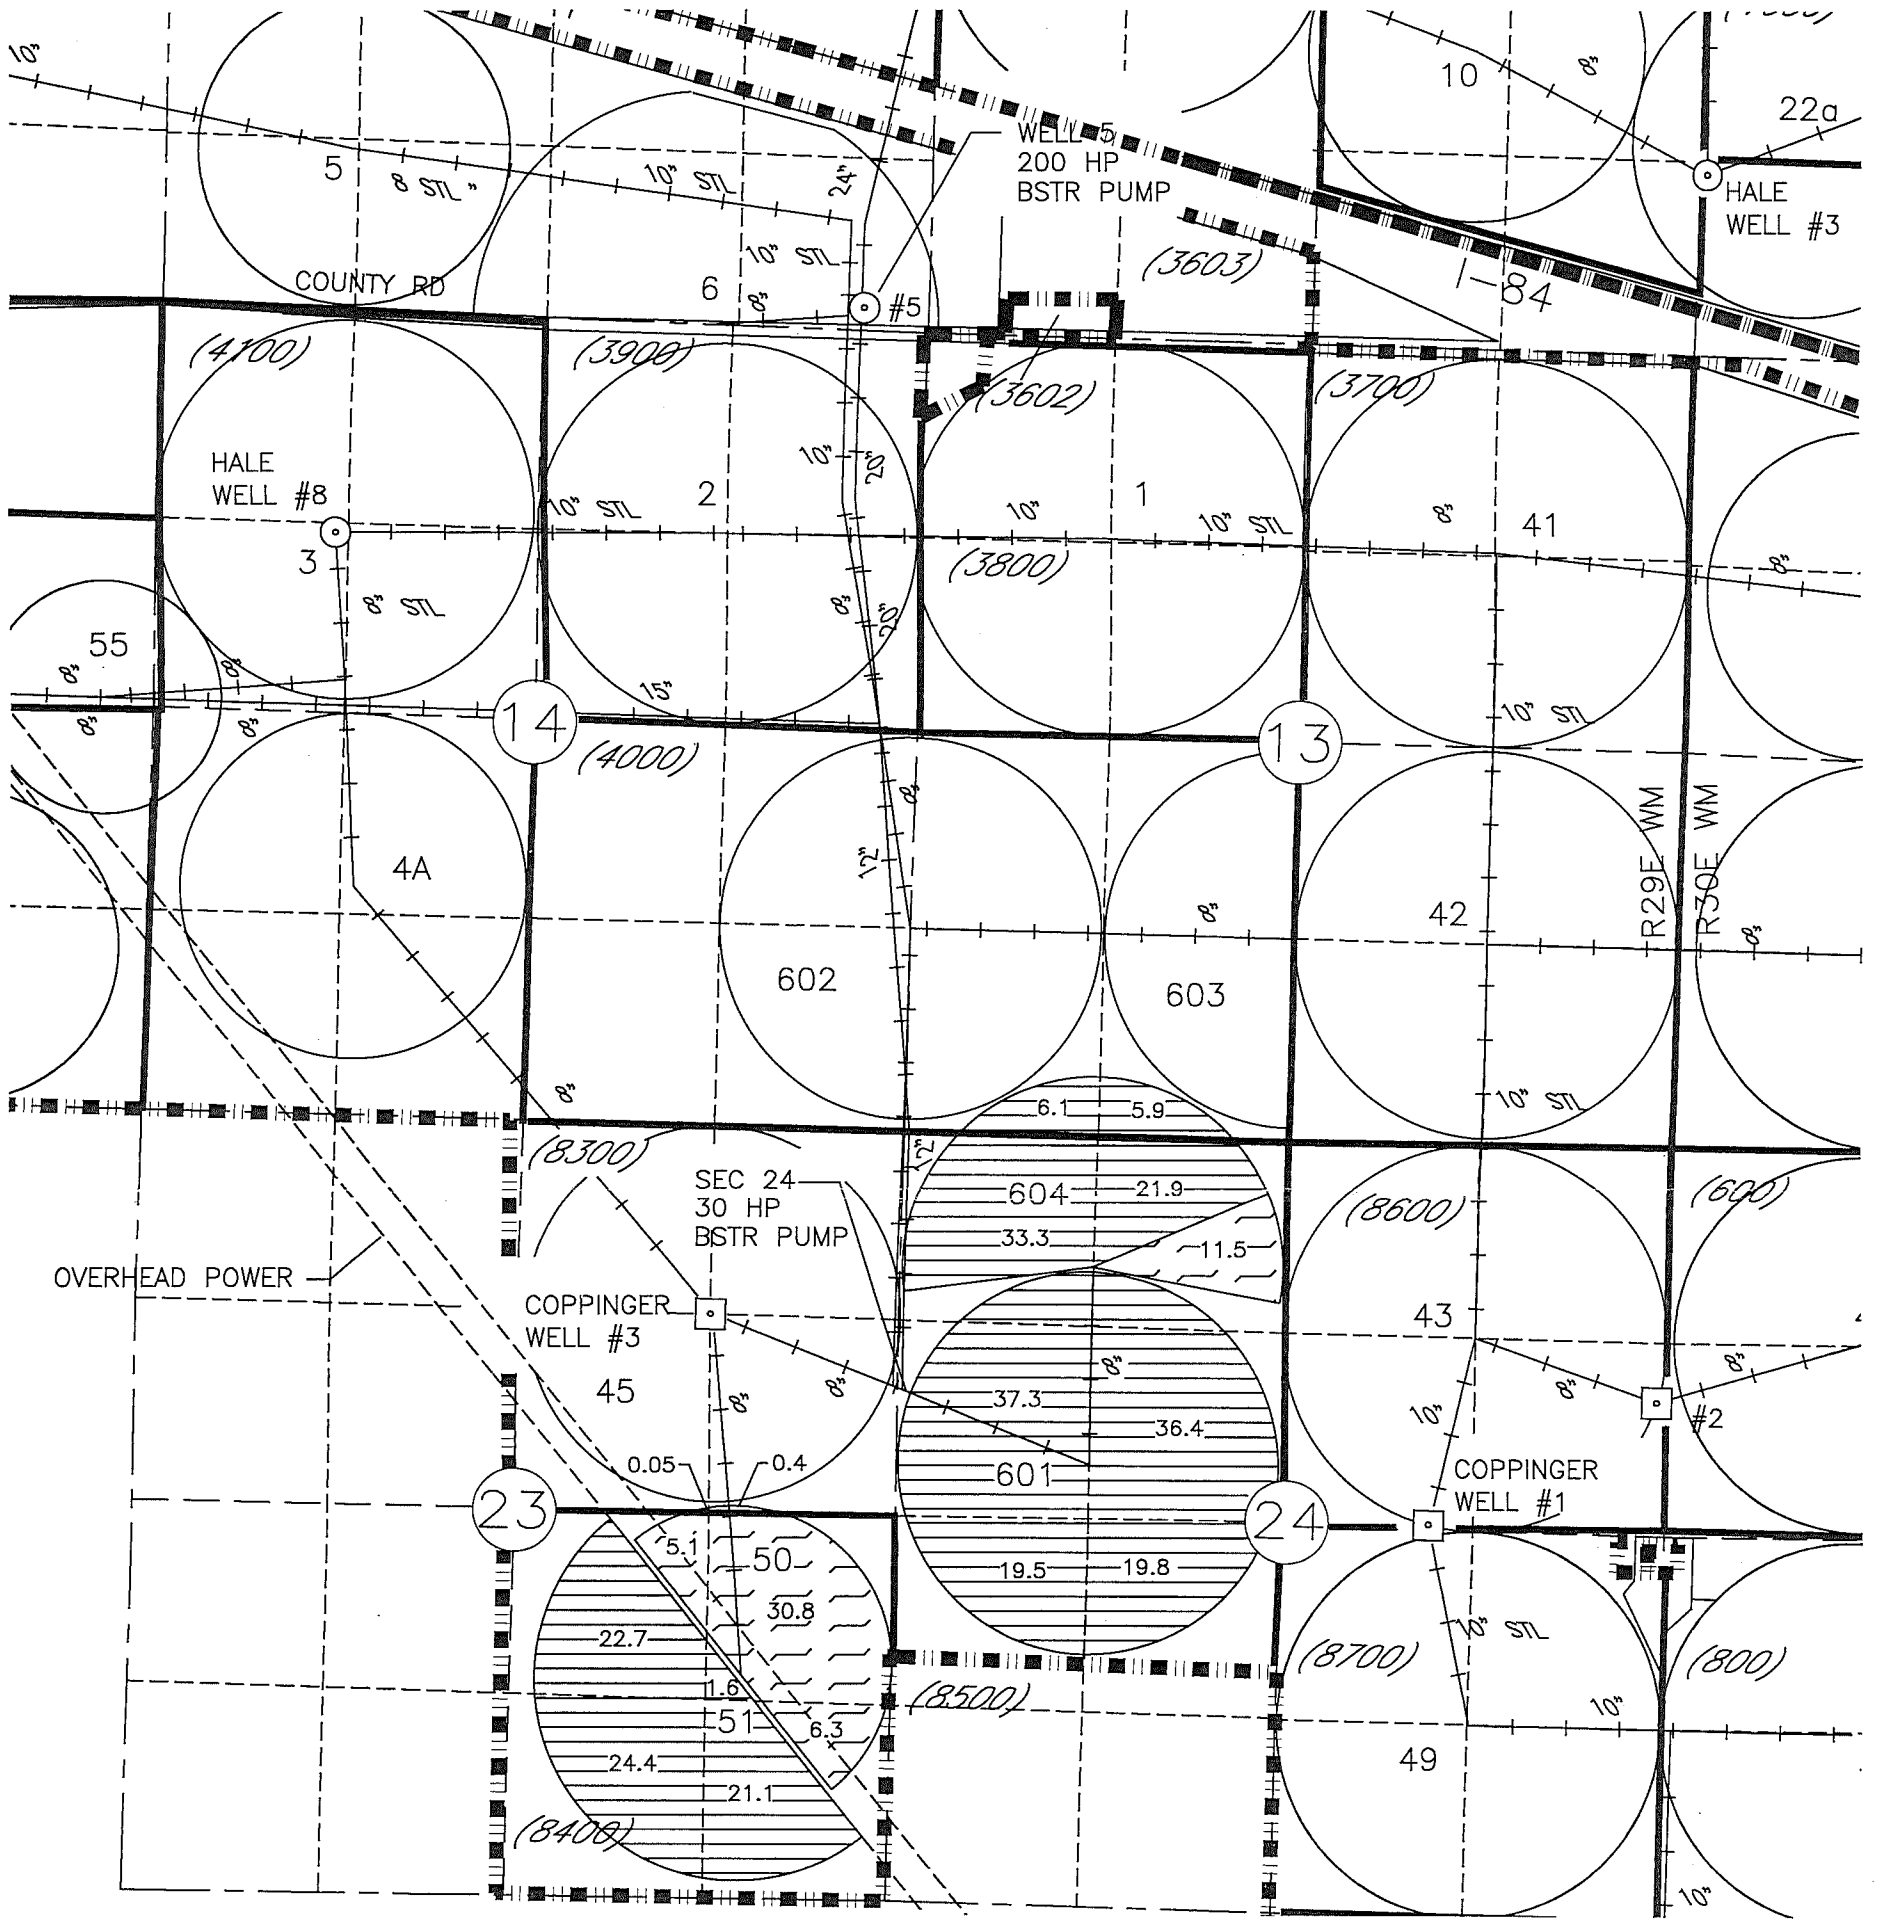 10"
10
8"
22a
5
8 STL "
10" STL
24"
WELL 5
200 HP
BSTR PUMP
HALE
WELL #3
10" STL
(3603)
I-84
COUNTY RD
6
8"
#5
(4100)
(3900)
(3602)
(3700)
HALE
WELL #8
10" STL
2
10"
20"
10"
1
10" STL
8"
41
3
(3800)
8"
8" STL
8"
20"
55
8"
8"
15"
10" STL
8"
8"
14
13
(4000)
8"
R29E WM
R30E WM
4A
12"
8"
42
8"
602
603
8"
10" STL
6.1
5.9
(8300)
12"
SEC 24
30 HP
BSTR PUMP
604
21.9
(8600)
(600)
33.3
11.5
OVERHEAD POWER
COPPINGER
WELL #3
43
45
8"
8"
8"
8"
8"
37.3
36.4
10"
#2
0.05
0.4
601
COPPINGER
WELL #1
23
24
5.1
50
19.5
19.8
30.8
22.7
10" STL
(8700)
(800)
1.6
(8500)
51
6.3
10"
24.4
21.1
49
(8400)
10"